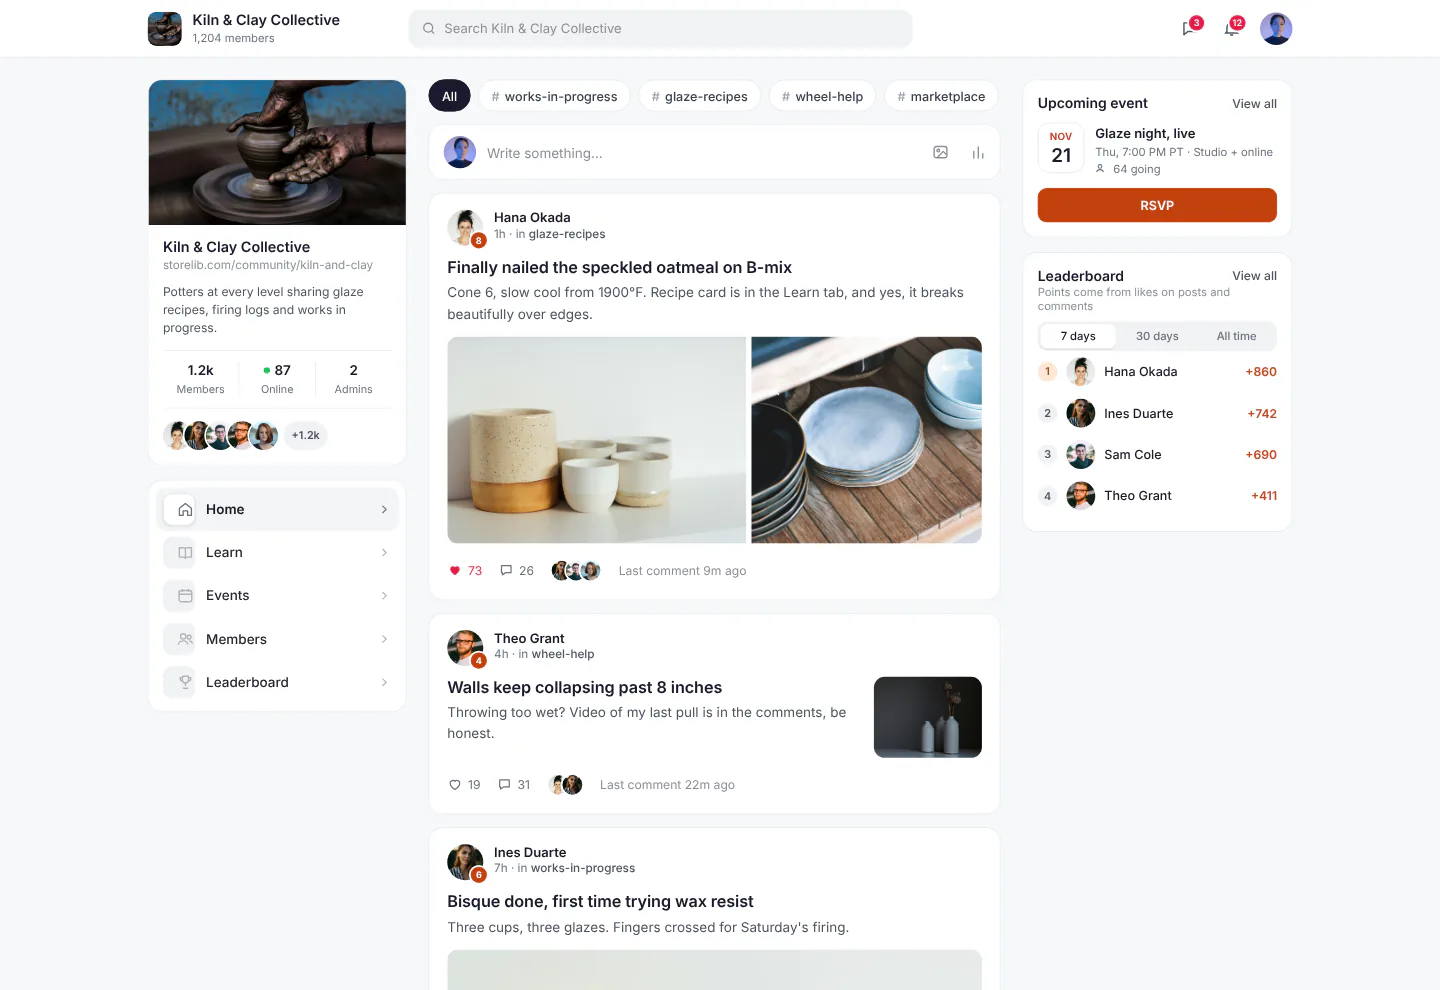 Kiln & Clay Collective
1,204 members
Search Kiln & Clay Collective
3
12
Kiln & Clay Collective
storelib.com/community/kiln-and-clay
Potters at every level sharing glaze
recipes, firing logs and works in
progress.
1.2k
Members
87
Online
2
Admins
+1.2k
Home
Learn
Events
Members
Leaderboard
All
# works-in-progress
# glaze-recipes
# wheel-help
# marketplace
Write something...
Hana Okada
8
1h · in glaze-recipes
Finally nailed the speckled oatmeal on B-mix
Cone 6, slow cool from 1900°F. Recipe card is in the Learn tab, and yes, it breaks
beautifully over edges.
73
26
Last comment 9m ago
Theo Grant
4
4h · in wheel-help
Walls keep collapsing past 8 inches
Throwing too wet? Video of my last pull is in the comments, be
honest.
19
31
Last comment 22m ago
Ines Duarte
6
7h · in works-in-progress
Bisque done, first time trying wax resist
Three cups, three glazes. Fingers crossed for Saturday's firing.
Upcoming event
View all
NOV
21
Glaze night, live
Thu, 7:00 PM PT · Studio + online
64 going
RSVP
Leaderboard
View all
Points come from likes on posts and
comments
7 days
30 days
All time
1 Hana Okada +860
2 Ines Duarte +742
3 Sam Cole +690
4 Theo Grant +411